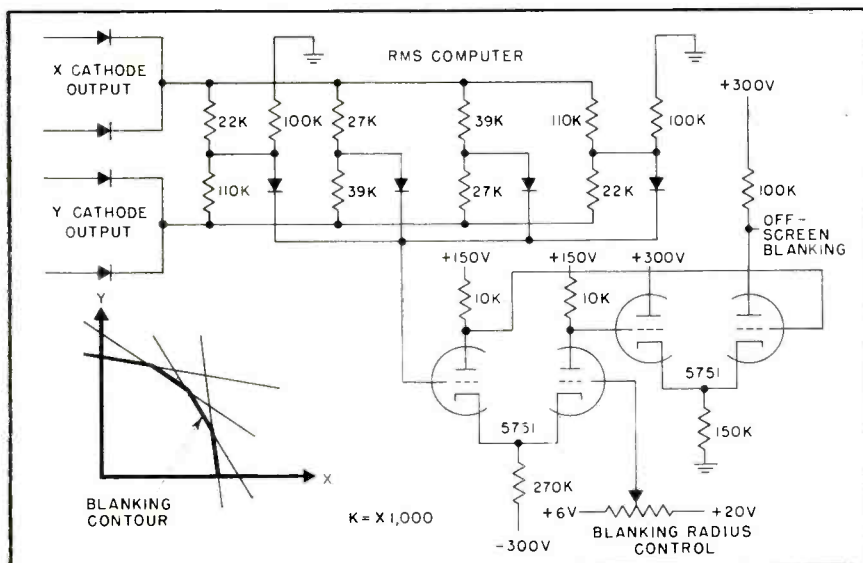 X CATHODE
OUTPUT
RMS COMPUTER
+300V
22K
100K
27K
39K
110K
100K
100K
Y CATHODE
OUTPUT
110K
39K
27K
22K
OFF-
SCREEN
BLANKING
+150V
+150V
+300V
10K
10K
Y
5751
5751
150K
X
270K
BLANKING
CONTOUR
K = X 1,000
+6V
+20V
-300V
BLANKING RADIUS
CONTROL